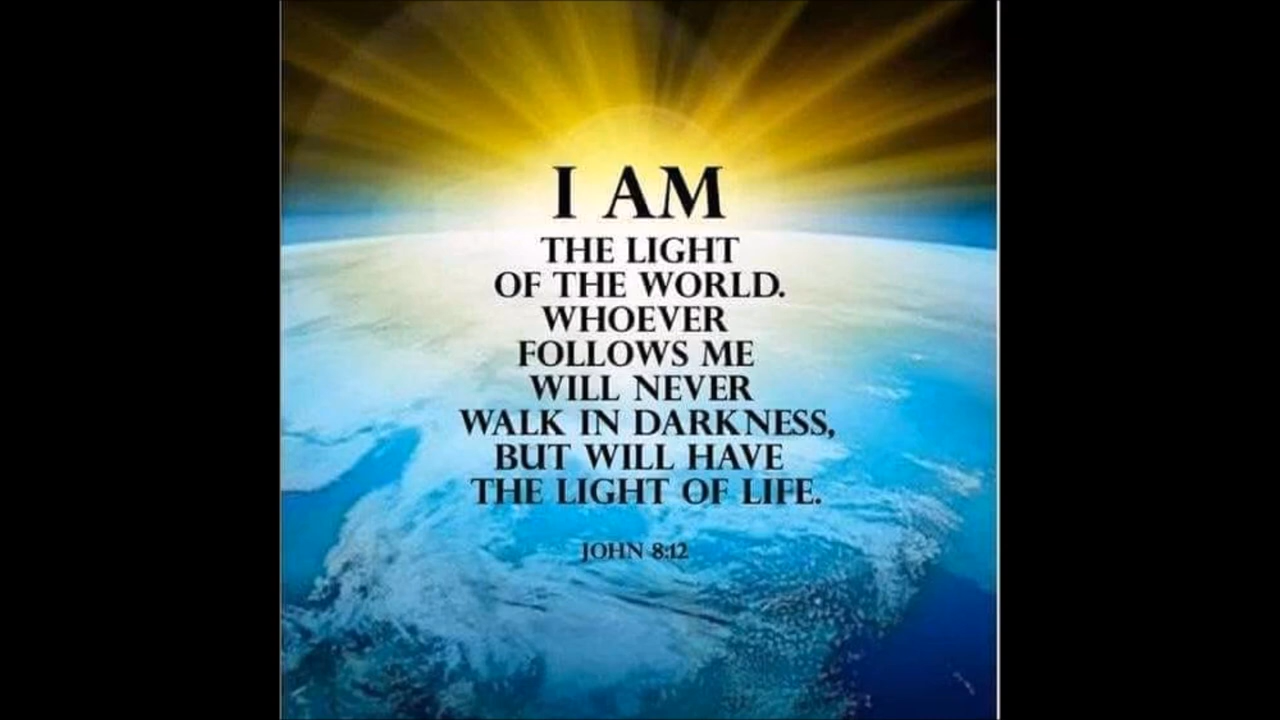 I AM
THE LIGHT
OF THE WORLD.
WHOEVER
FOLLOWS ME
WILL NEVER
WALK IN DARKNESS,
BUT WILL HAVE
THE LIGHT OF LIFE.
JOHN 8:12